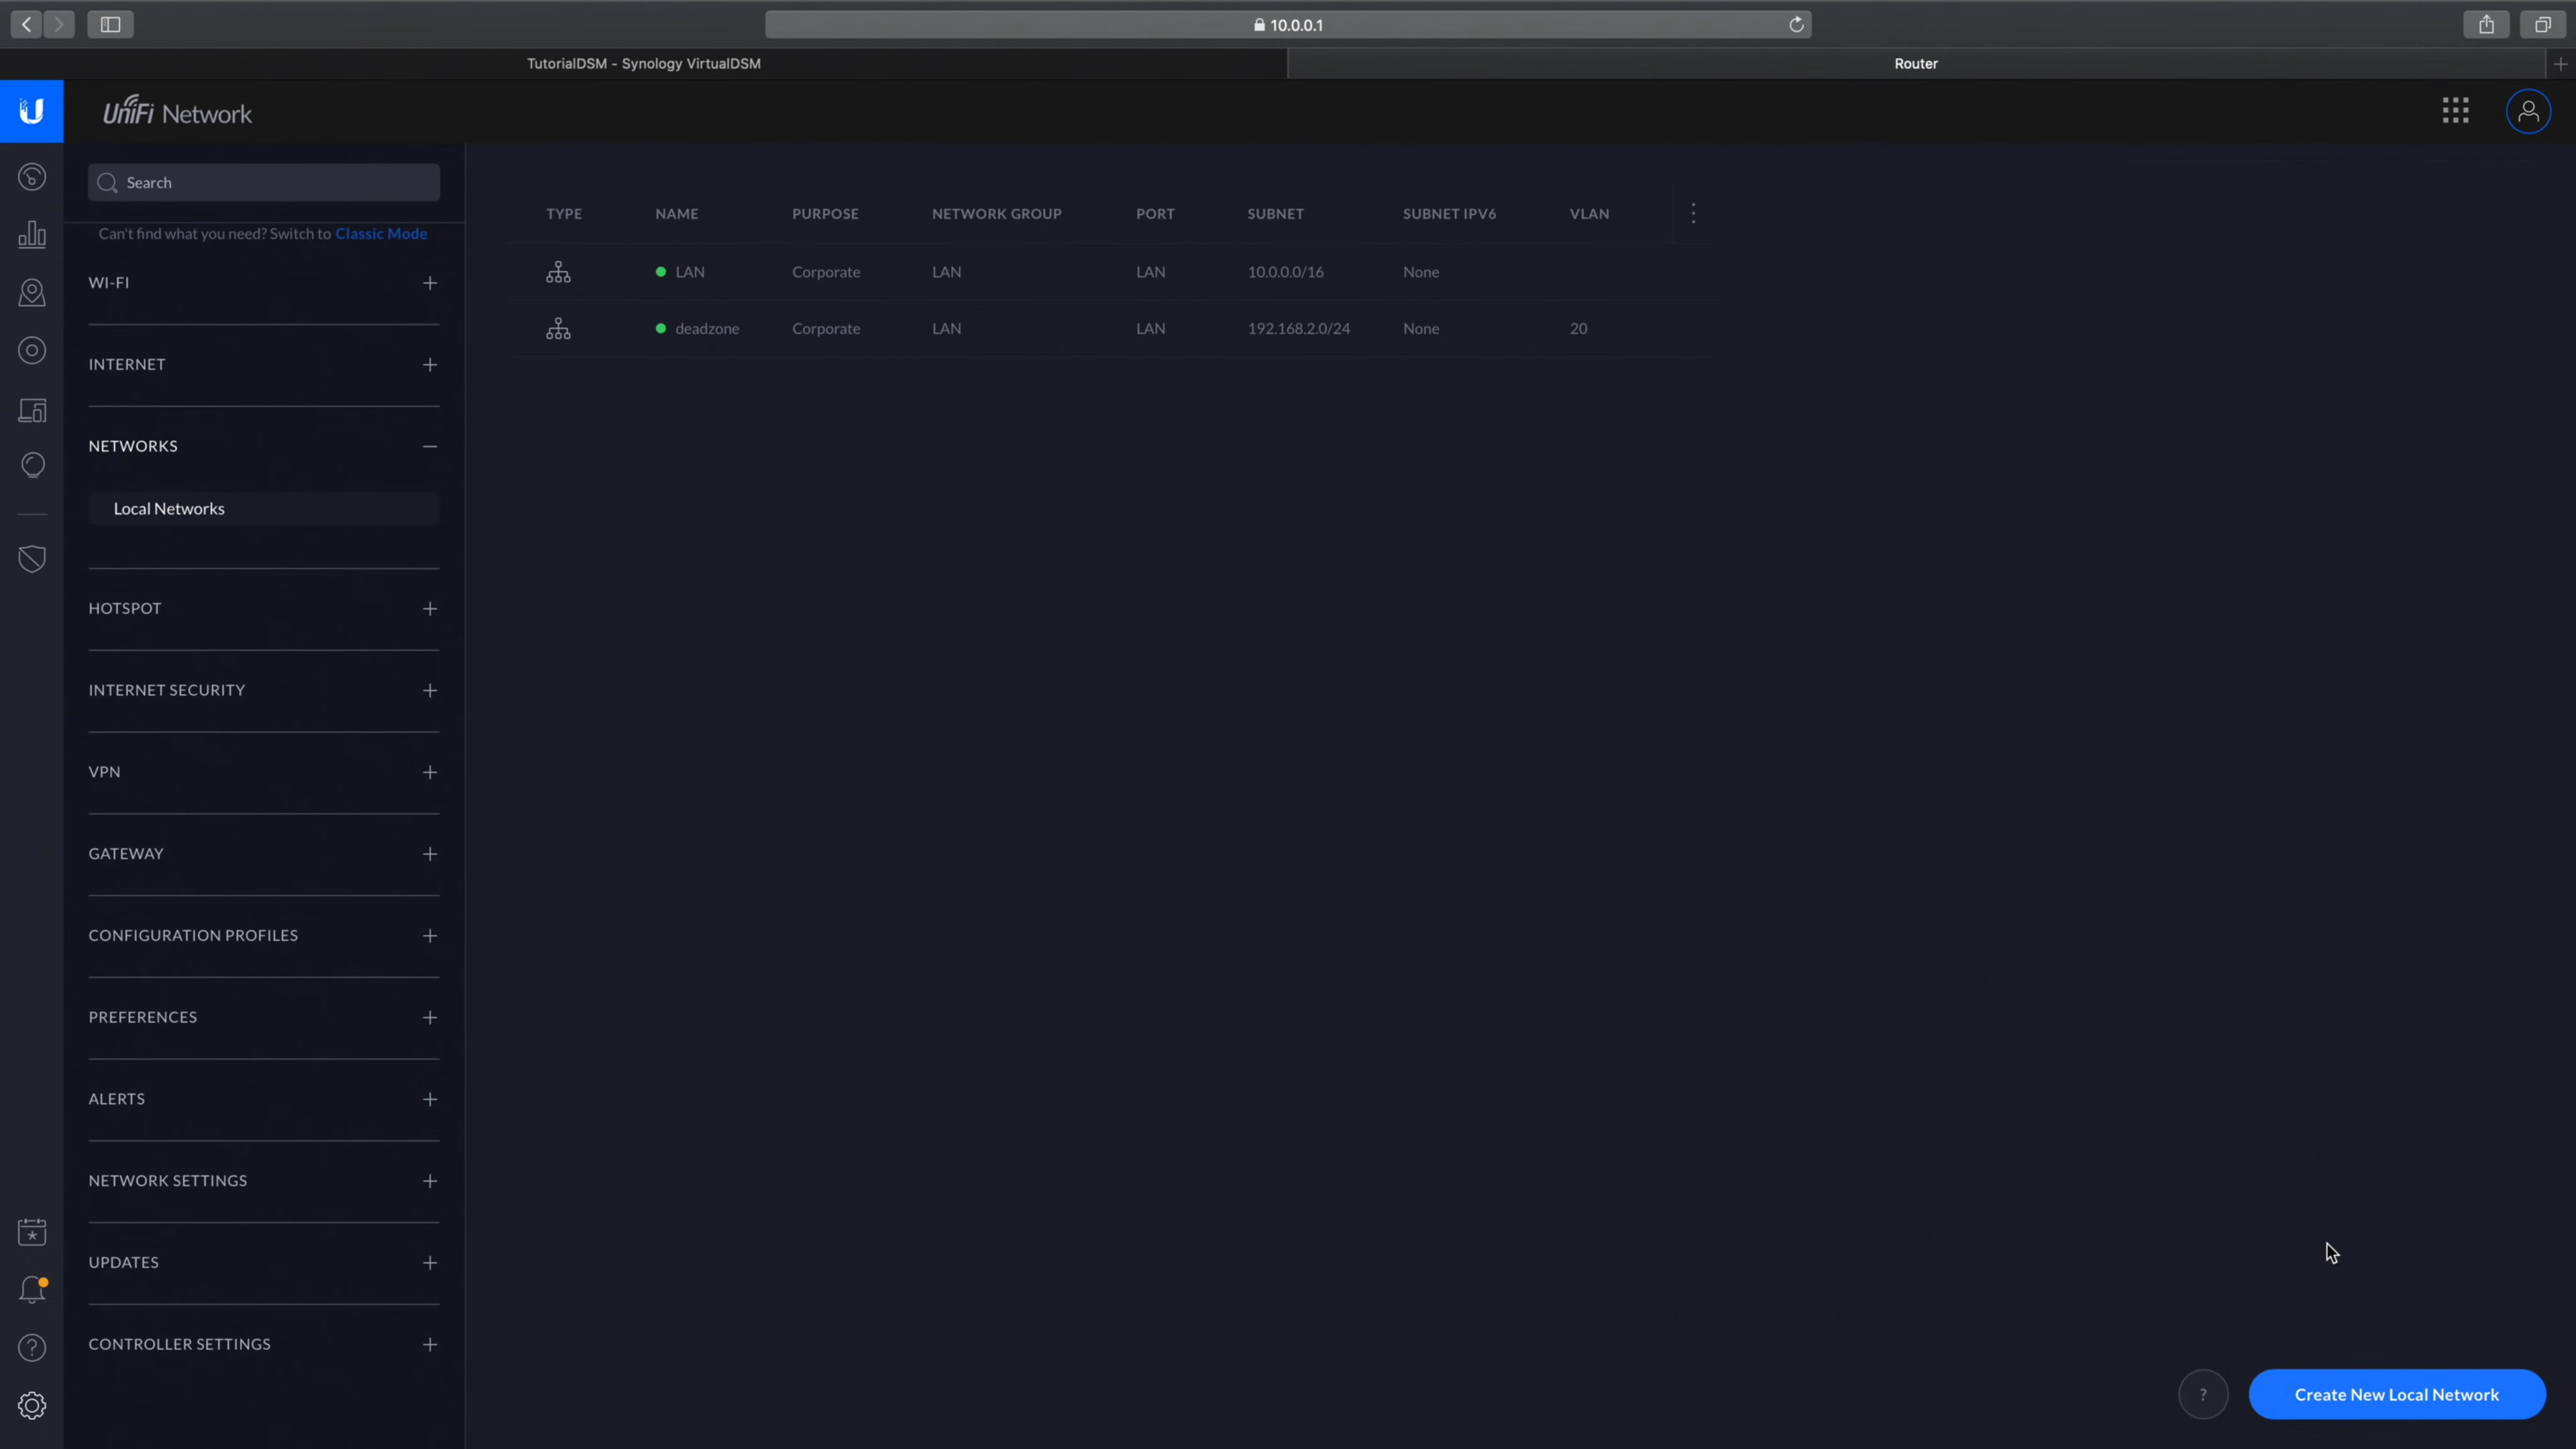 10.0.0.1
TutorialDSM - Synology VirtualDSM
Router
UniFi Network
Search
Can't find what you need? Switch to Classic Mode
WI-FI
INTERNET
NETWORKS
Local Networks
HOTSPOT
INTERNET SECURITY
VPN
GATEWAY
CONFIGURATION PROFILES
PREFERENCES
ALERTS
NETWORK SETTINGS
UPDATES
CONTROLLER SETTINGS
TYPE NAME PURPOSE NETWORK GROUP PORT SUBNET SUBNET IPV6 VLAN
LAN Corporate LAN LAN 10.0.0.0/16 None
deadzone Corporate LAN LAN 192.168.2.0/24 None 20
? Create New Local Network